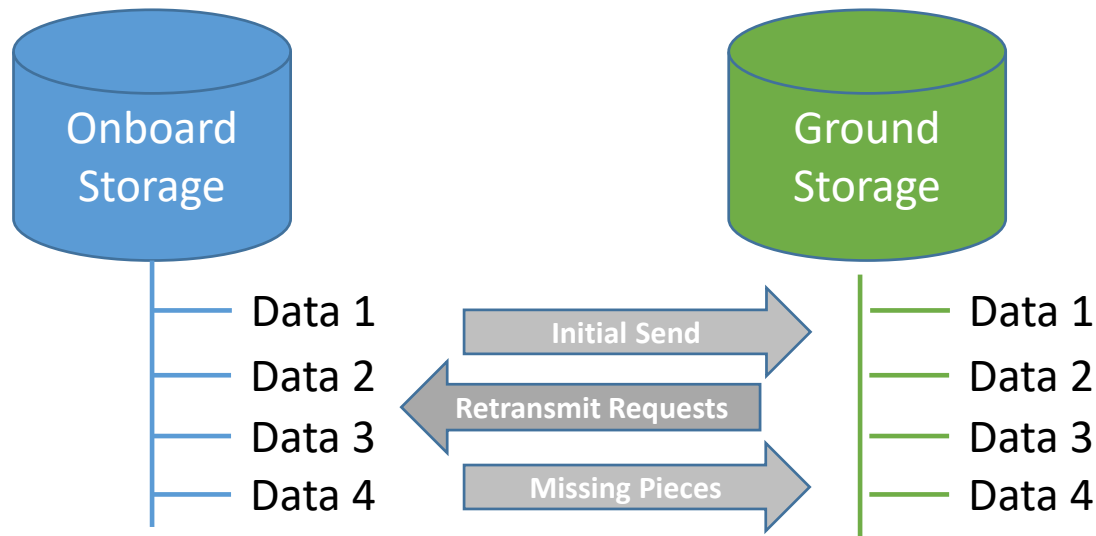 Onboard
Storage
Ground
Storage
Data 1
Data 2
Data 3
Data 4
Initial Send
Retransmit Requests
Missing Pieces
Data 1
Data 2
Data 3
Data 4